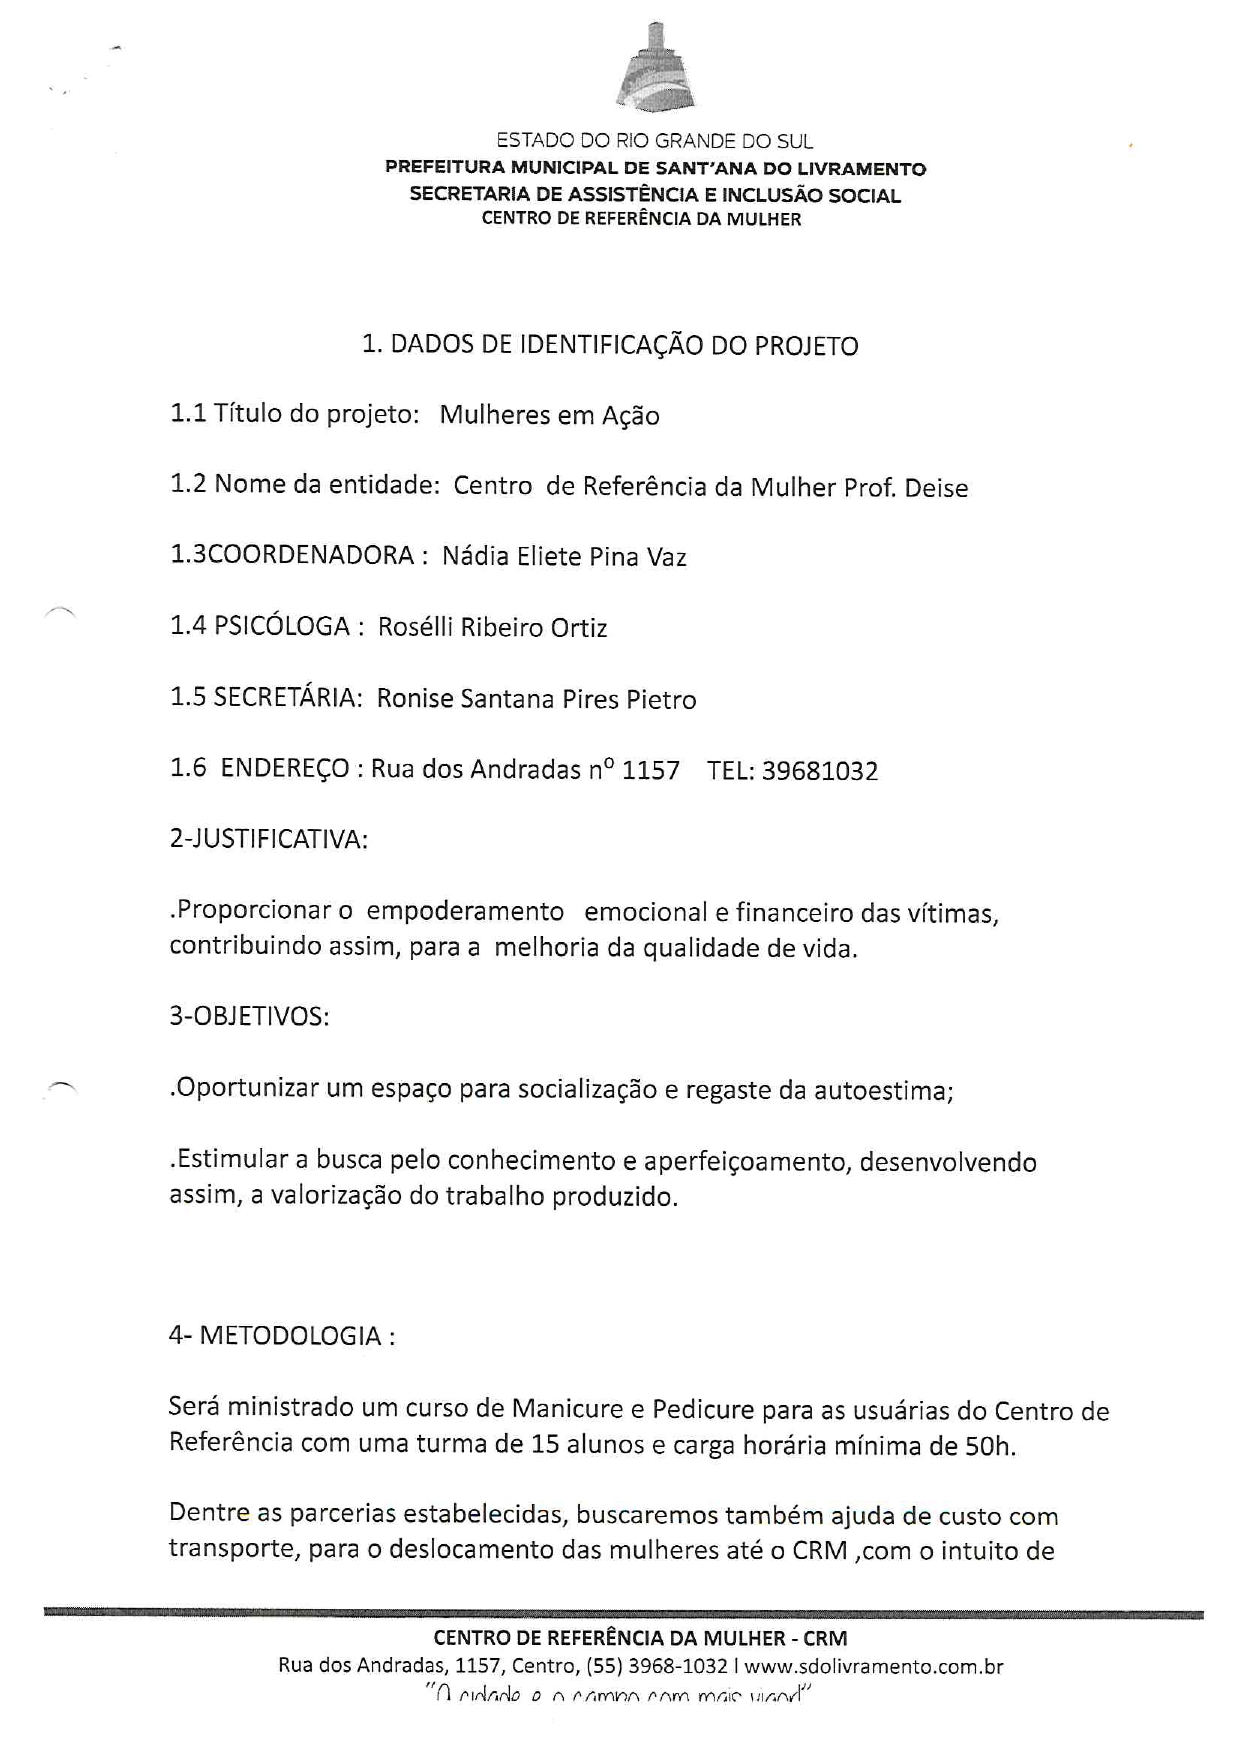 ESTADO DO RIO GRANDE DO SUL
PREFEITURA MUNICIPAL DE SANT'ANA DO LIVRAMENTO
SECRETARIA DE ASSISTÊNCIA E INCLUSÃO SOCIAL
CENTRO DE REFERÊNCIA DA MULHER
1. DADOS DE IDENTIFICAÇÃO DO PROJETO
1.1 Título do projeto: Mulheres em Ação
1.2 Nome da entidade: Centro de Referência da Mulher Prof. Deise
1.3COORDENADORA : Nádia Eliete Pina Vaz
1.4 PSICÓLOGA : Rosélli Ribeiro Ortiz
1.5 SECRETÁRIA: Ronise Santana Pires Pietro
1.6 ENDEREÇO : Rua dos Andradas nº 1157 TEL: 39681032
2-JUSTIFICATIVA:
.Proporcionar o empoderamento emocional e financeiro das vítimas,
contribuindo assim, para a melhoria da qualidade de vida.
3-OBJETIVOS:
.Oportunizar um espaço para socialização e regaste da autoestima;
.Estimular a busca pelo conhecimento e aperfeiçoamento, desenvolvendo
assim, a valorização do trabalho produzido.
4- METODOLOGIA :
Será ministrado um curso de Manicure e Pedicure para as usuárias do Centro de
Referência com uma turma de 15 alunos e carga horária mínima de 50h.
Dentre as parcerias estabelecidas, buscaremos também ajuda de custo com
transporte, para o deslocamento das mulheres até o CRM ,com o intuito de
CENTRO DE REFERÊNCIA DA MULHER - CRM
Rua dos Andradas, 1157, Centro, (55) 3968-1032 l www.sdolivramento.com.br
"A cidade e o campo com mais vigor!"